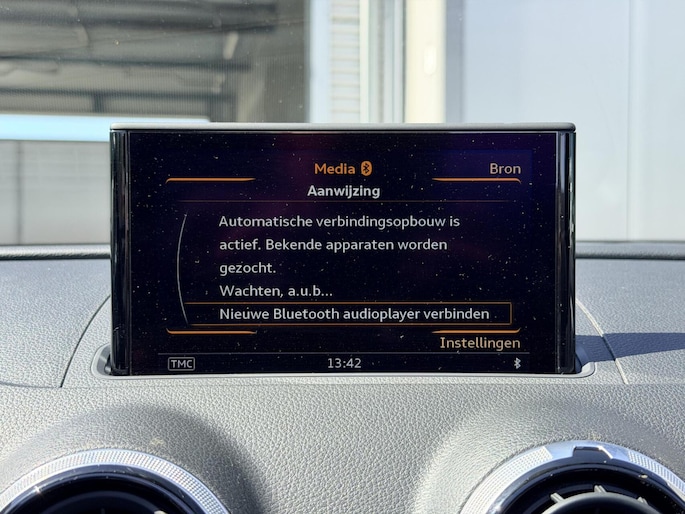 Media
Bron
Aanwijzing
Automatische verbindingsopbouw is
actief. Bekende apparaten worden
gezocht.
Wachten, a.u.b...
Nieuwe Bluetooth audioplayer verbinden
Instellingen
TMC
13:42